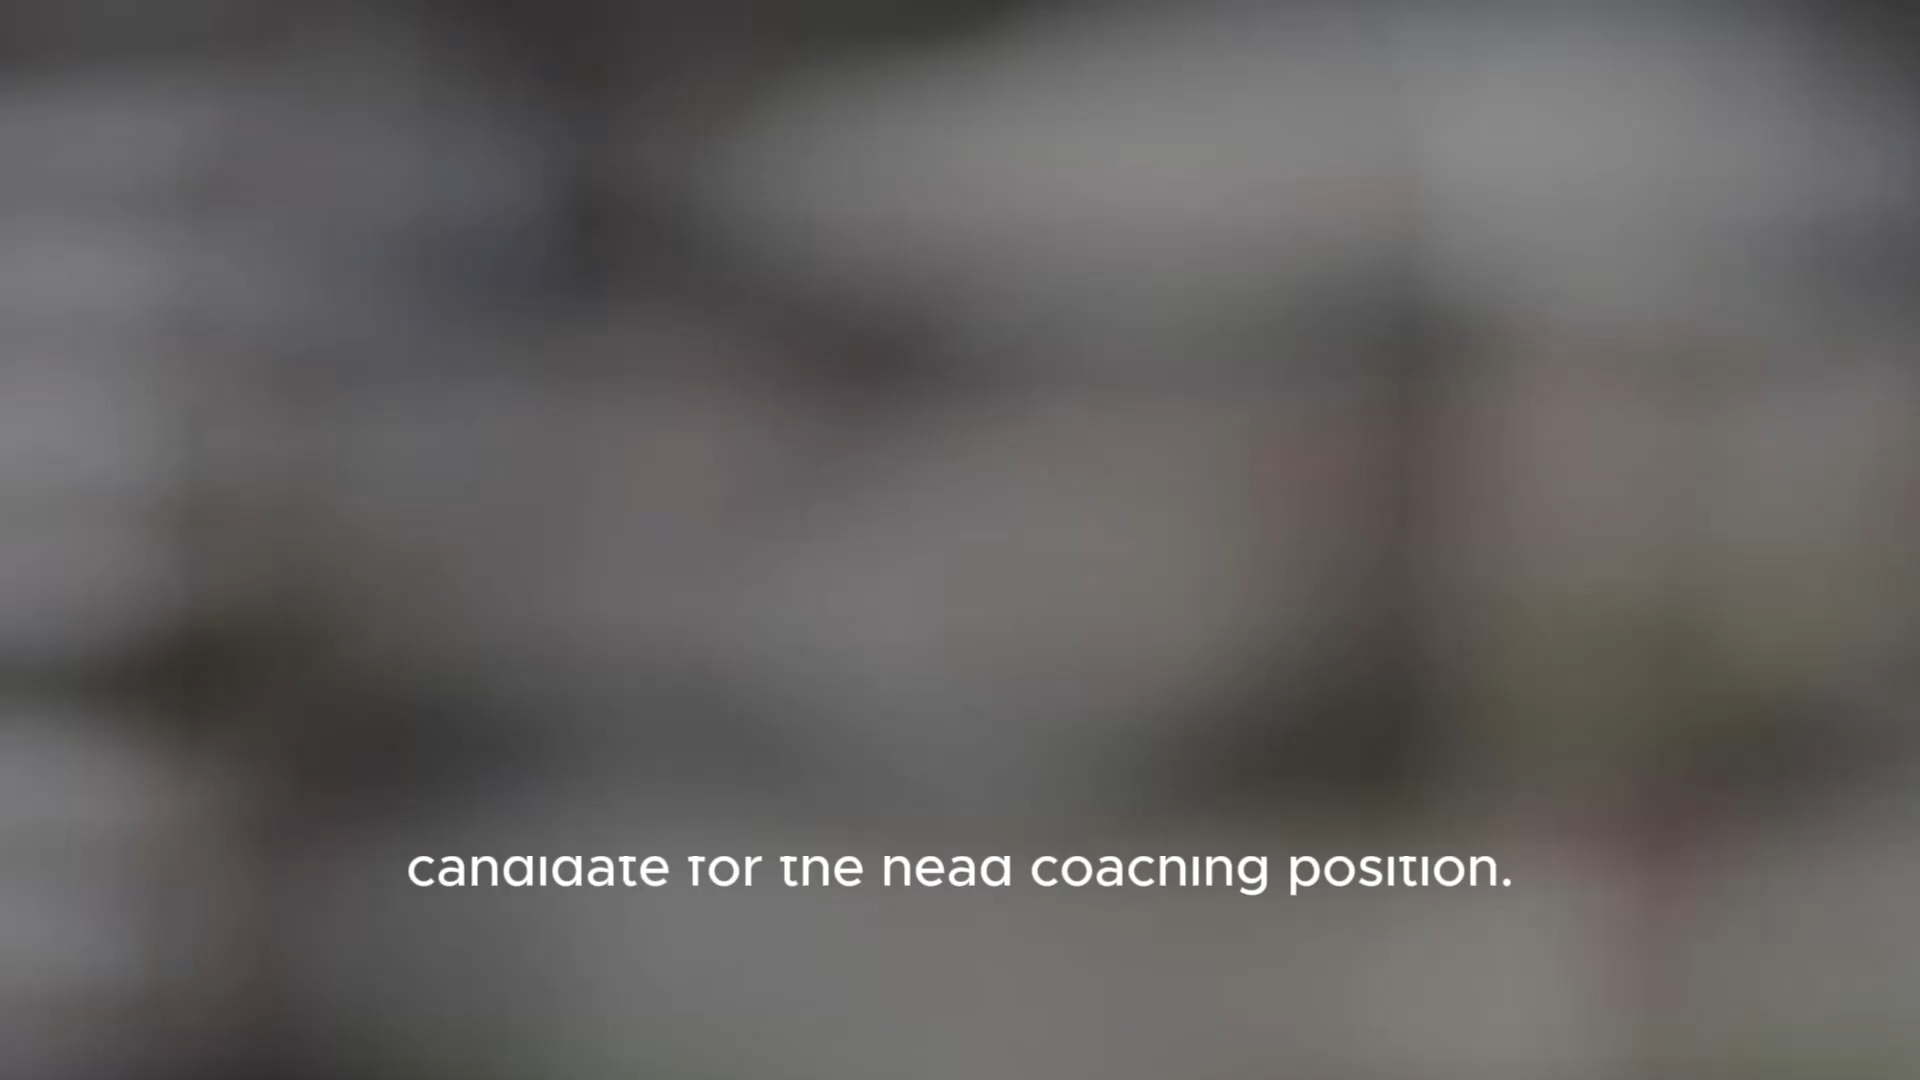 candidate for the head coaching position.